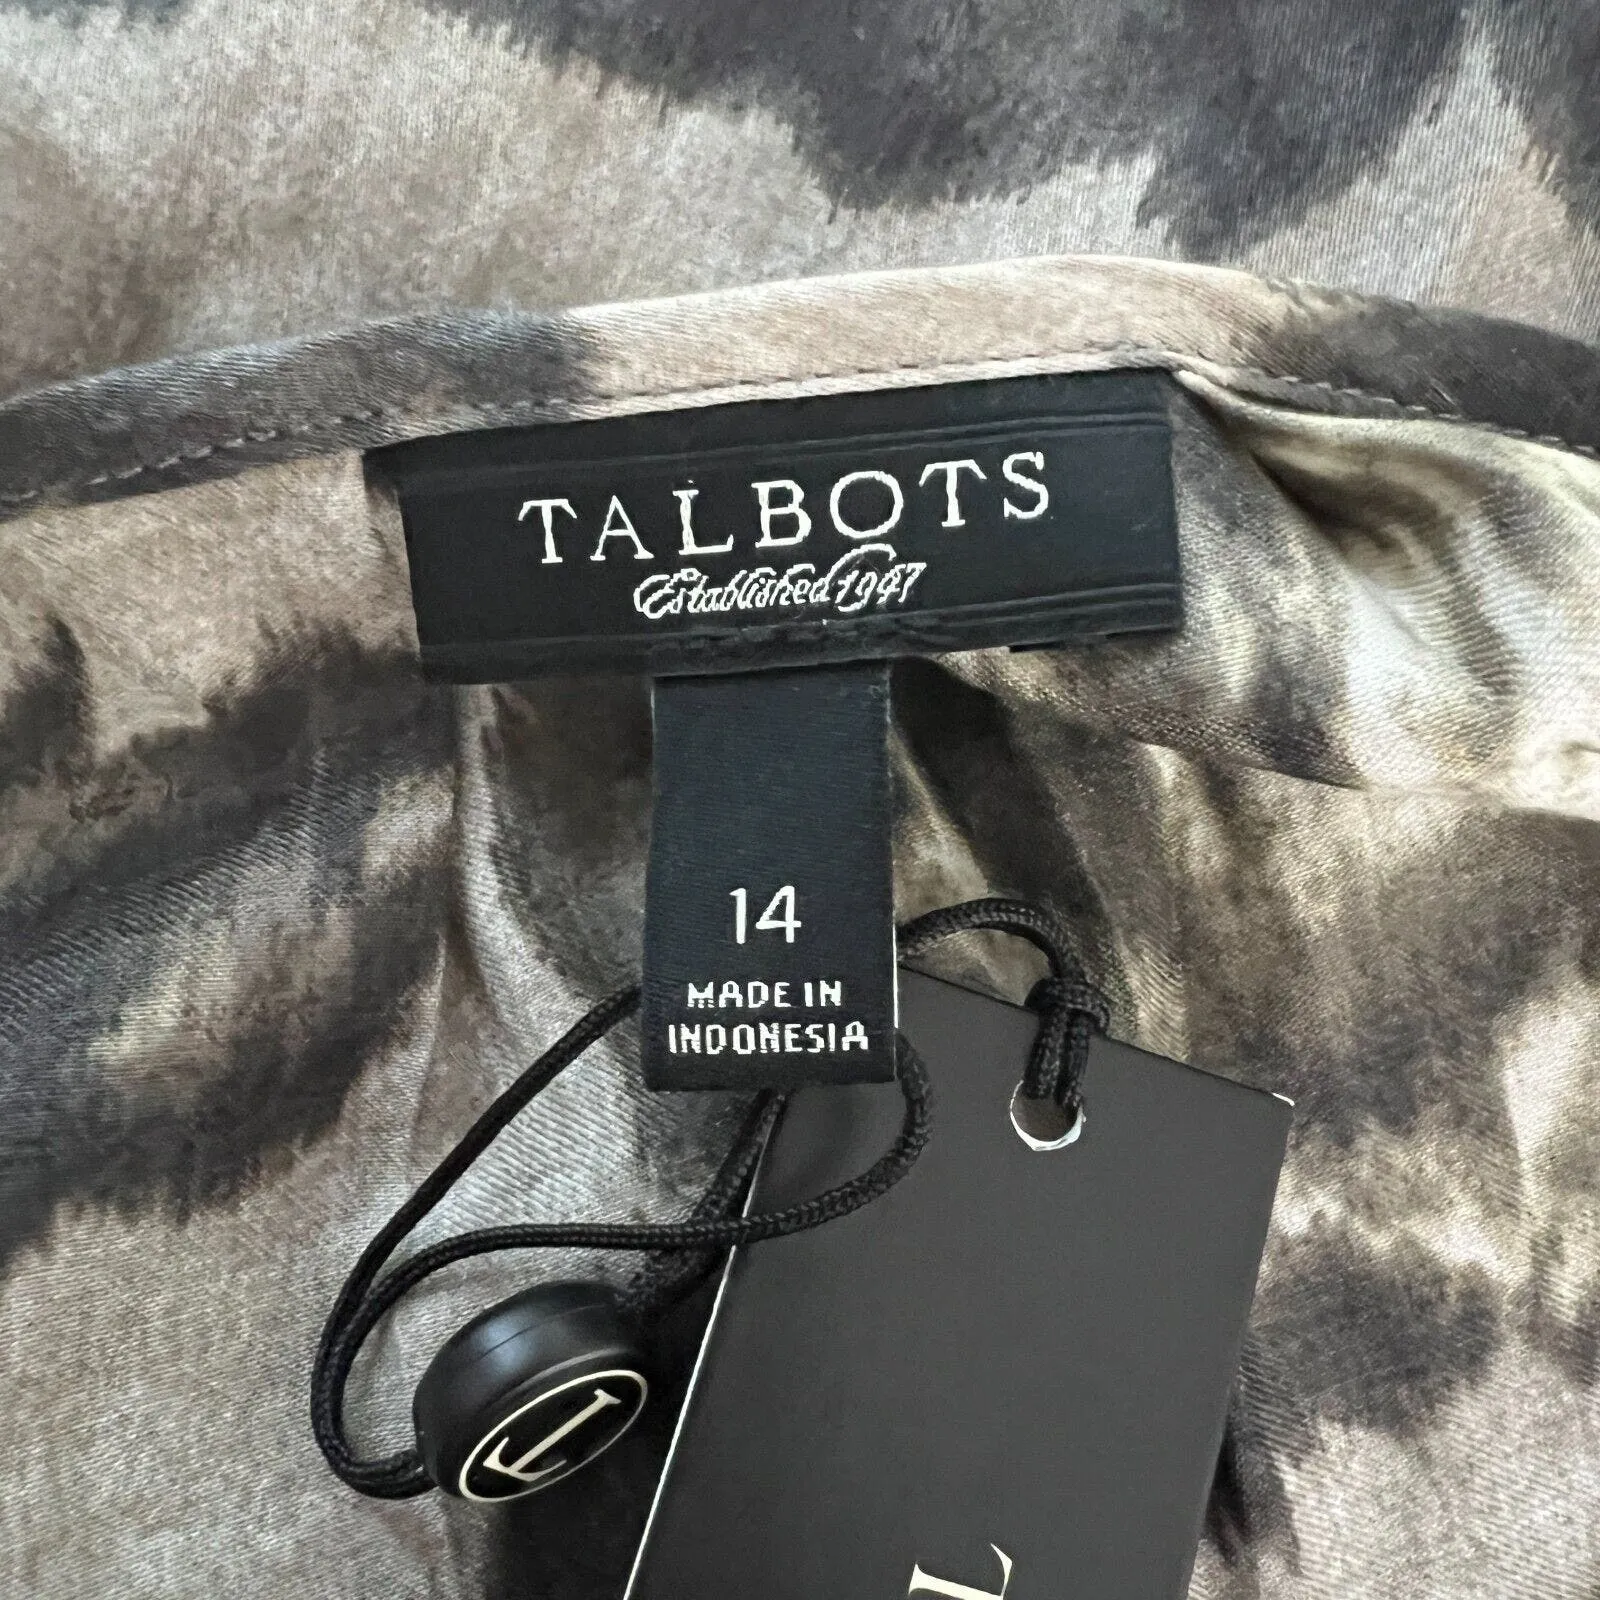 TALBOTS
Established 1947
14
MADE IN
INDONESIA
T
L